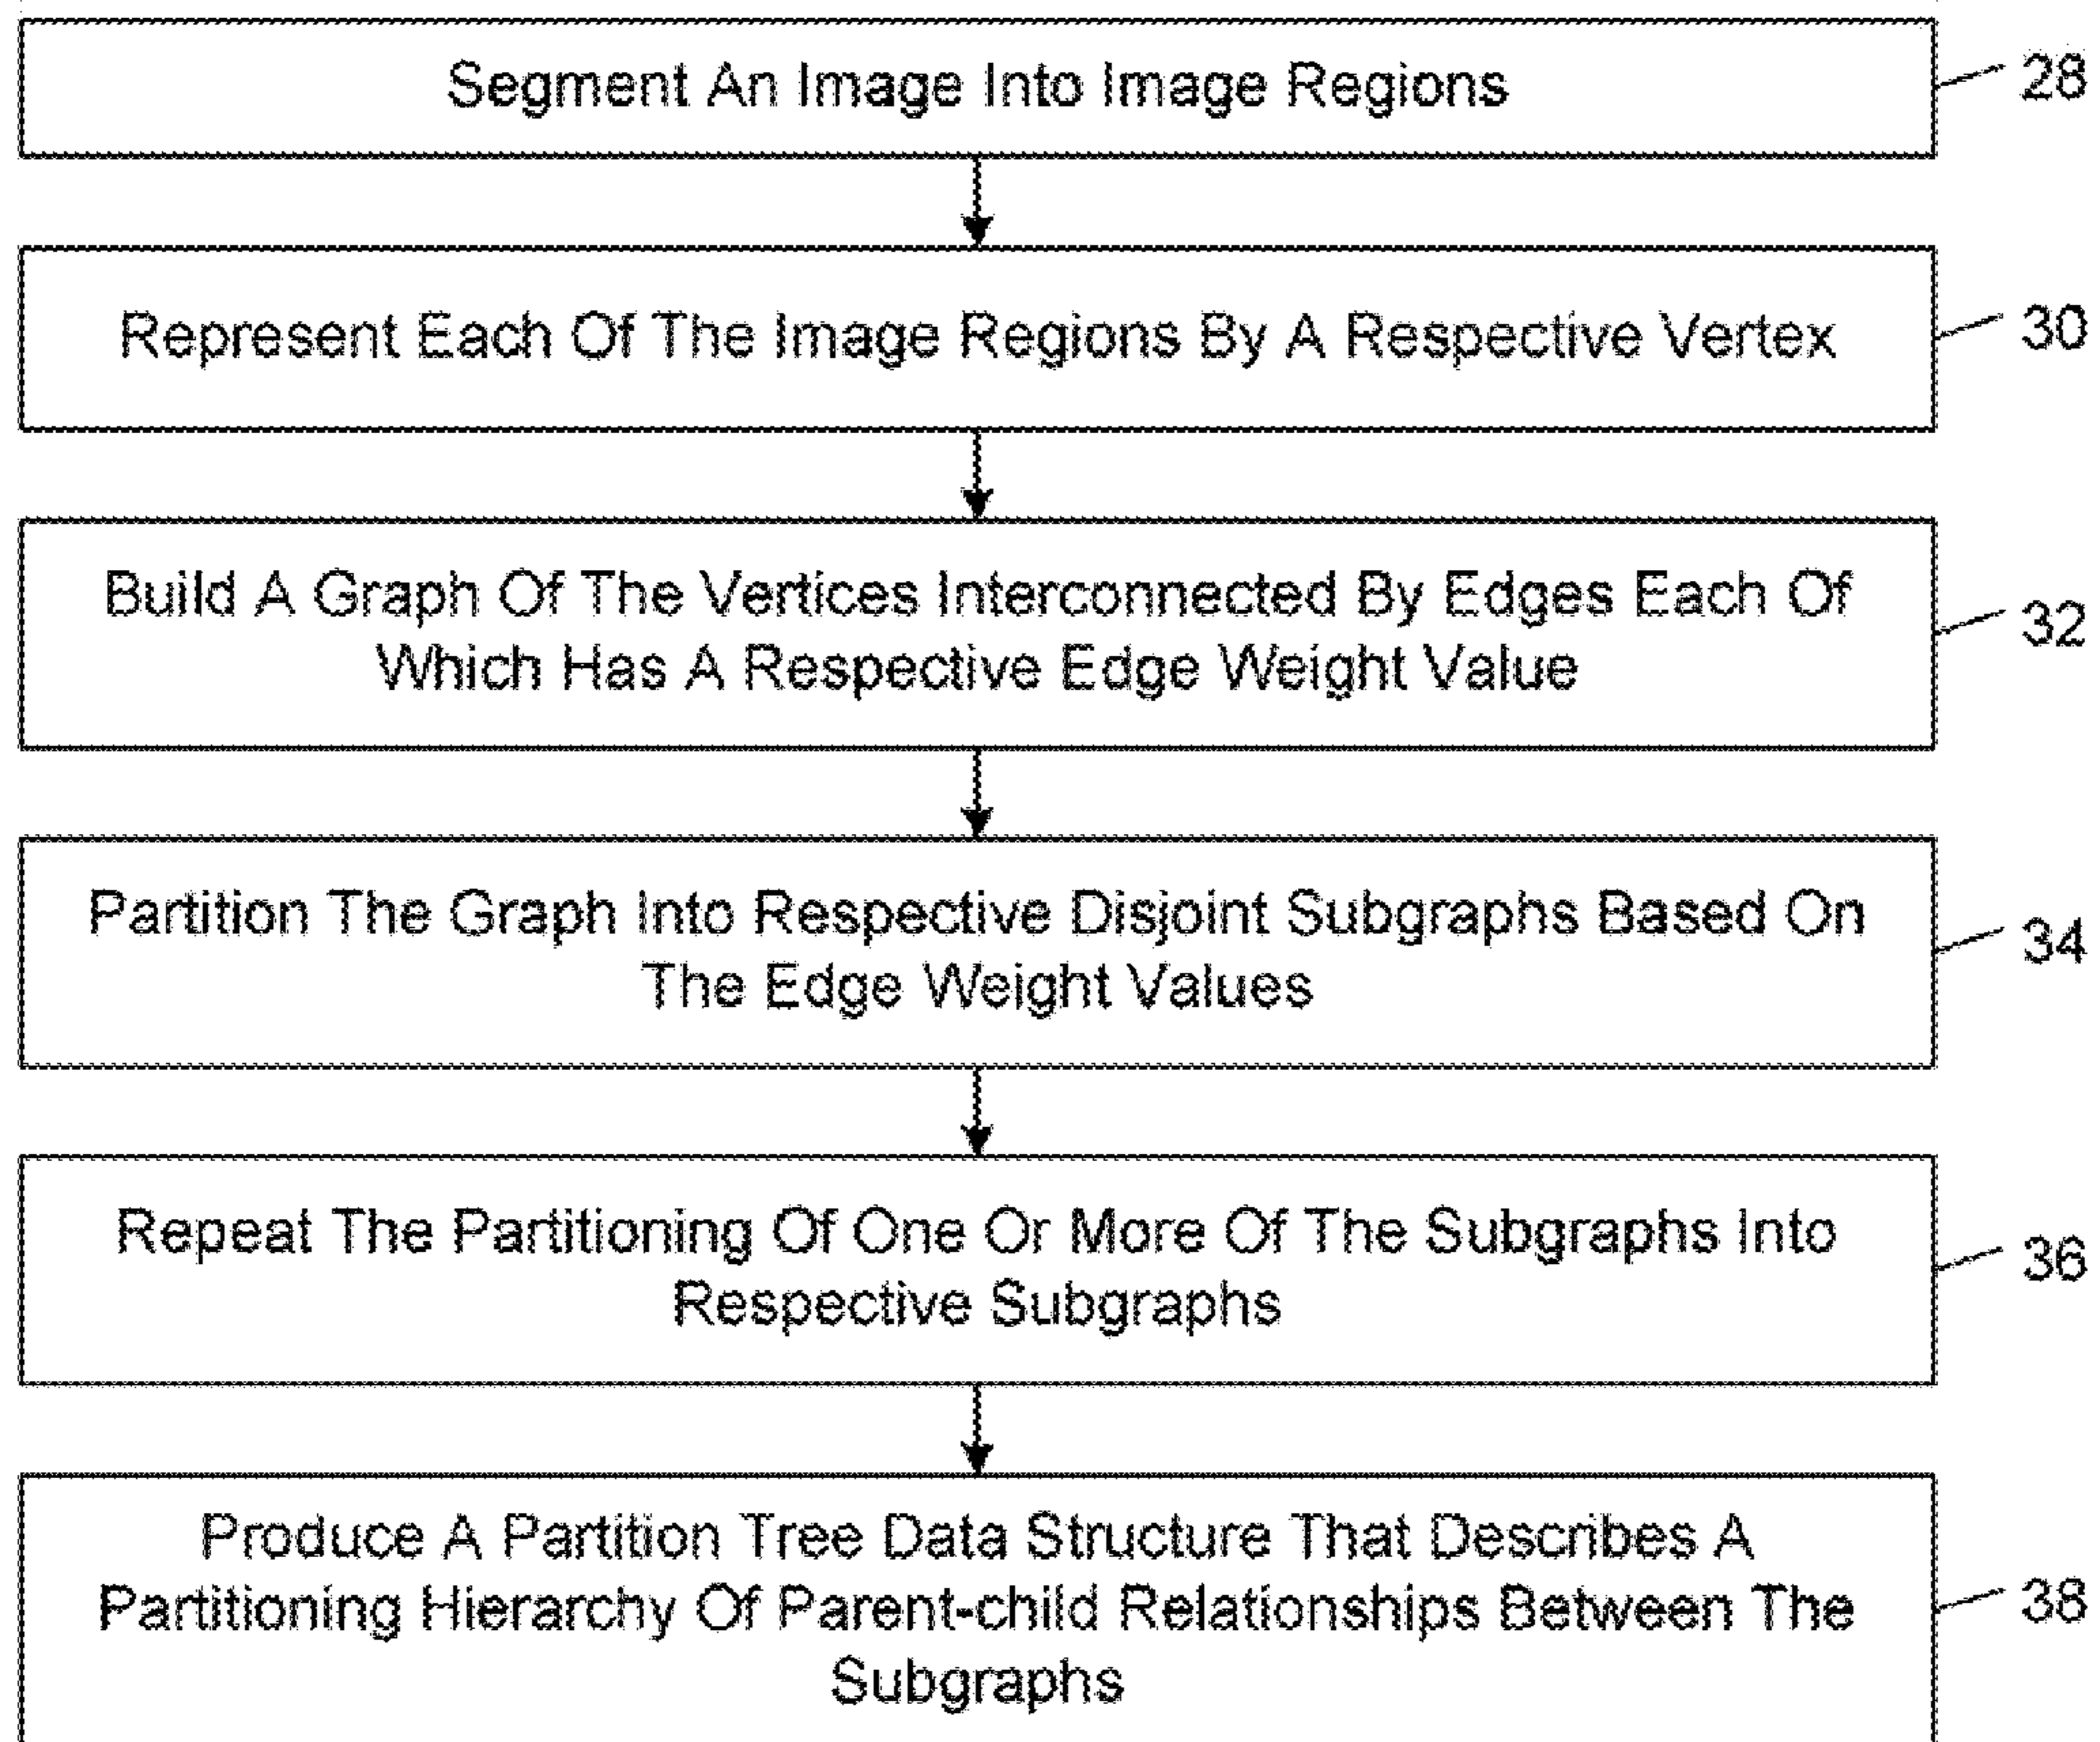 Segment An Image Into Image Regions
28
Represent Each Of The Image Regions By A Respective Vertex
30
Build A Graph Of The Vertices Interconnected By Edges Each Of
Which Has A Respective Edge Weight Value
32
Partition The Graph Into Respective Disjoint Subgraphs Based On
The Edge Weight Values
34
Repeat The Partitioning Of One Or More Of The Subgraphs Into
Respective Subgraphs
36
Produce A Partition Tree Data Structure That Describes A
Partitioning Hierarchy Of Parent-child Relationships Between The
Subgraphs
38